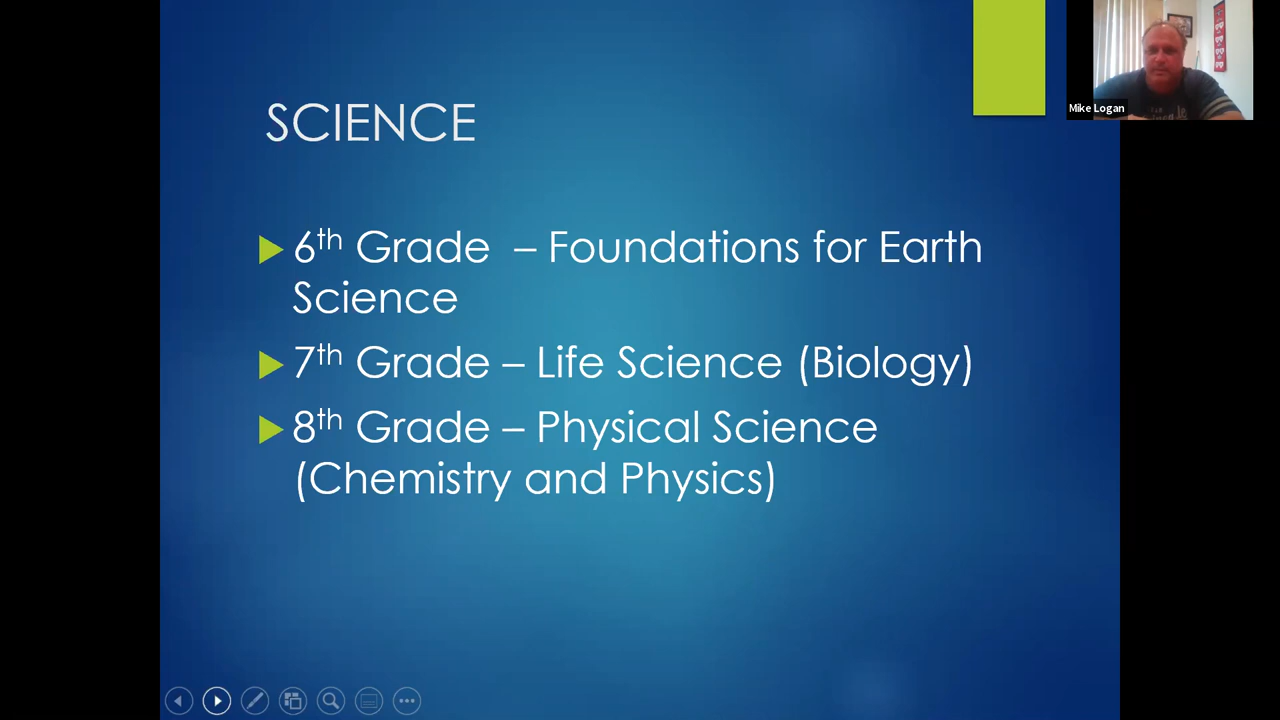 SCIENCE
6th Grade – Foundations for Earth
Science
7th Grade – Life Science (Biology)
8th Grade – Physical Science
(Chemistry and Physics)
Mike Logan